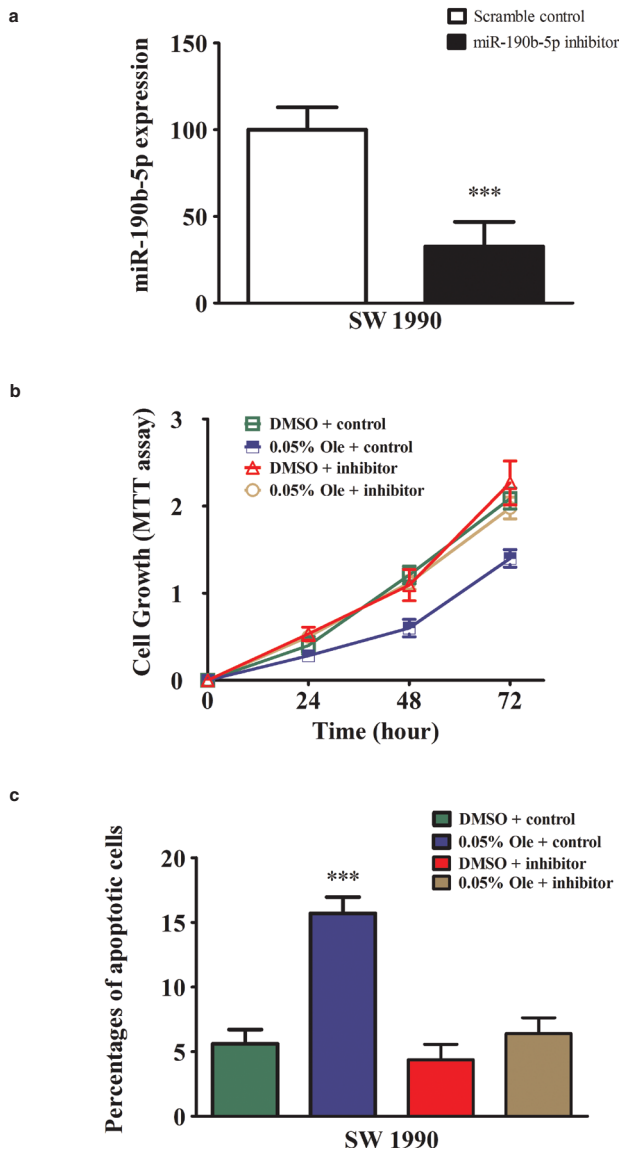 a
Scramble control
miR-190b-5p inhibitor
miR-190b-5p expression
150
100
50
0
***
SW 1990
b
Cell Growth (MTT assay)
3
2
1
0
DMSO + control
0.05% Ole + control
DMSO + inhibitor
0.05% Ole + inhibitor
0 24 48 72
Time (hour)
c
DMSO + control
0.05% Ole + control
DMSO + inhibitor
0.05% Ole + inhibitor
Percentages of apoptotic cells
20
15
10
5
0
***
SW 1990